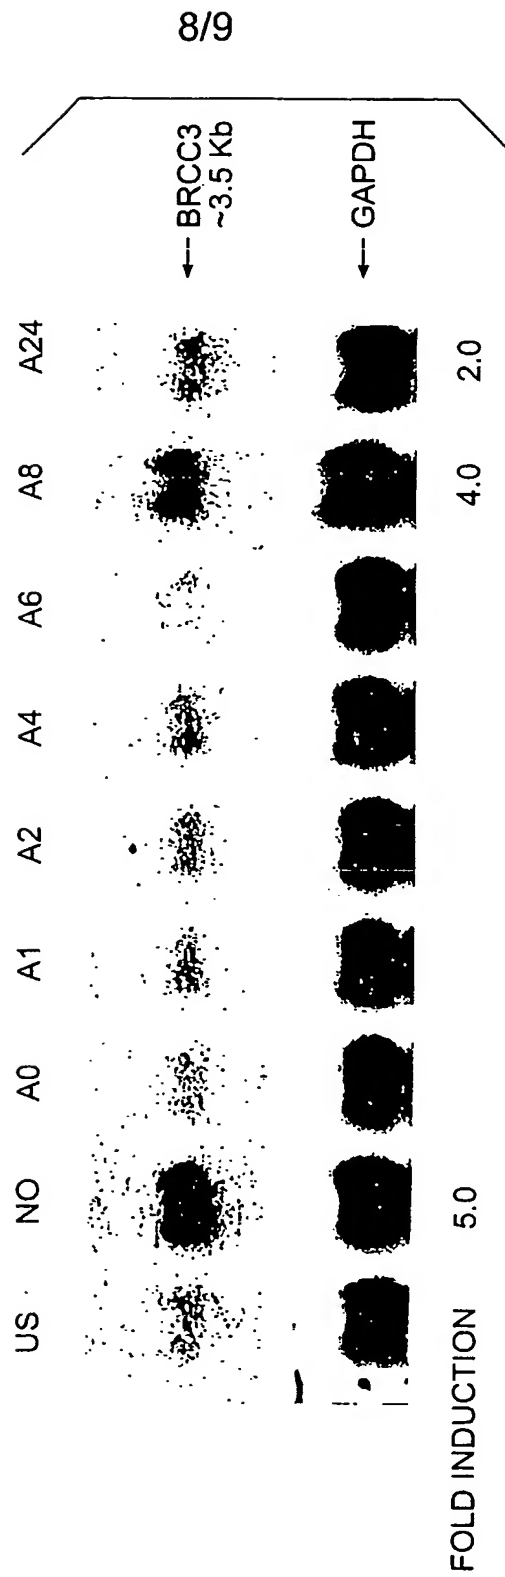 8/9
US NO A0 A1 A2 A4 A6 A8 A24
BRCC3
~3.5 Kb
GAPDH
FOLD INDUCTION 5.0 4.0 2.0